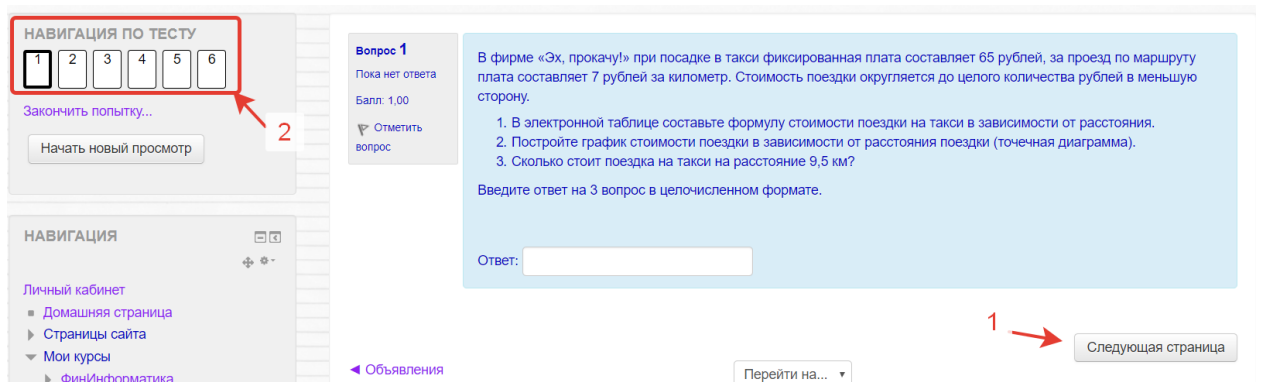 НАВИГАЦИЯ ПО ТЕСТУ
1 2 3 4 5 6
Закончить попытку...
2
Начать новый просмотр
НАВИГАЦИЯ
Личный кабинет
Домашняя страница
Страницы сайта
Мои курсы
ФинИнформатика
Вопрос 1
Пока нет ответа
Балл: 1,00
Отметить
вопрос
В фирме «Эх, прокачу!» при посадке в такси фиксированная плата составляет 65 рублей, за проезд по маршруту
плата составляет 7 рублей за километр. Стоимость поездки округляется до целого количества рублей в меньшую
сторону.
1. В электронной таблице составьте формулу стоимости поездки на такси в зависимости от расстояния.
2. Постройте график стоимости поездки в зависимости от расстояния поездки (точечная диаграмма).
3. Сколько стоит поездка на такси на расстояние 9,5 км?
Введите ответ на 3 вопрос в целочисленном формате.
Ответ:
1
Следующая страница
◄ Объявления
Перейти на...